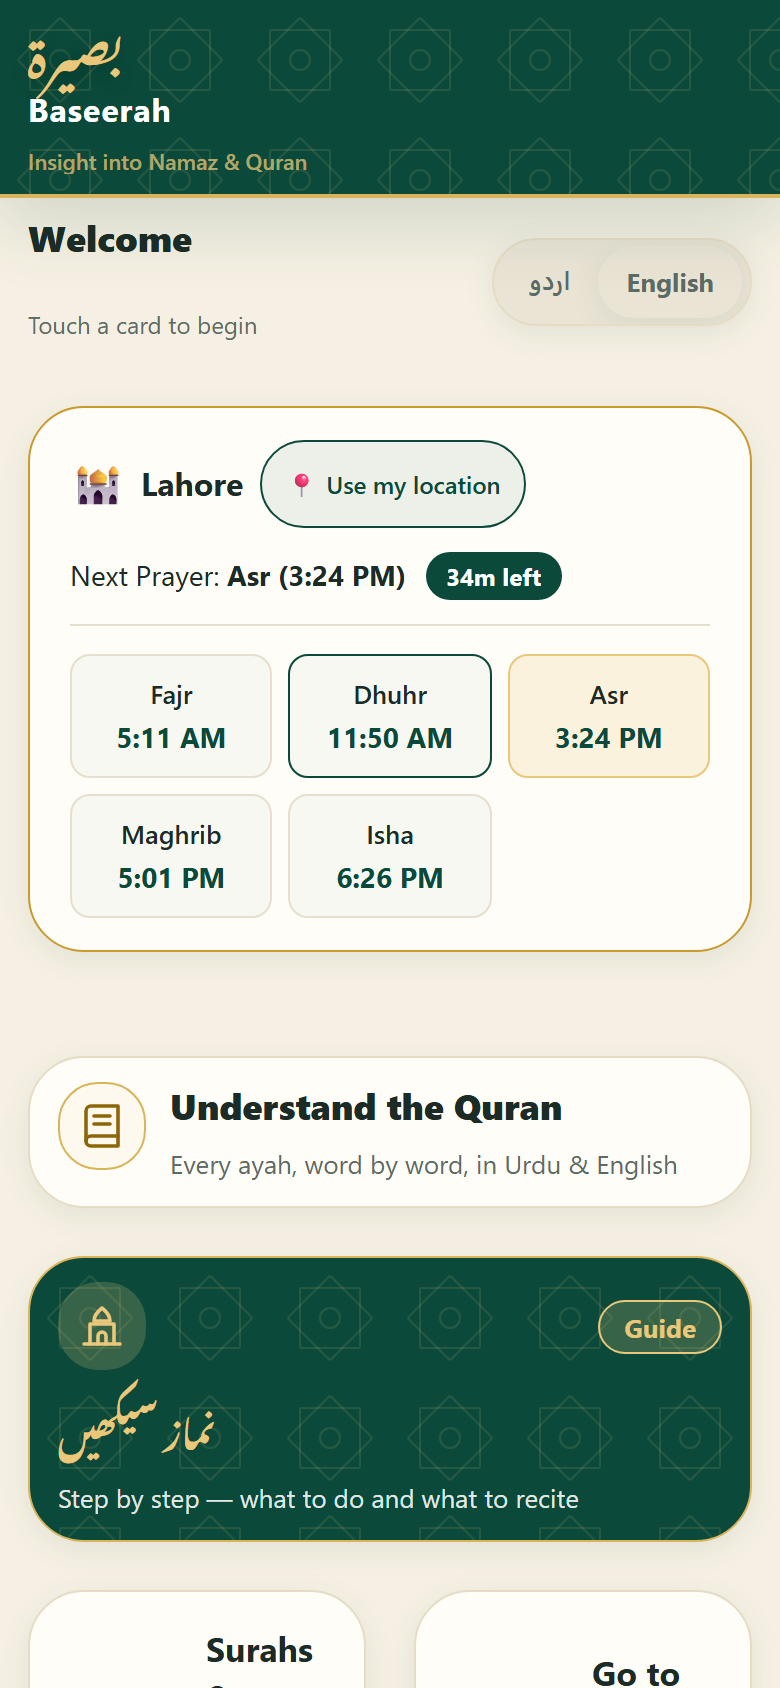 بصیرة
Baseerah
Insight into Namaz & Quran
Welcome
اردو
English
Touch a card to begin
Lahore
Use my location
Next Prayer: Asr (3:24 PM)
34m left
Fajr
5:11 AM
Dhuhr
11:50 AM
Asr
3:24 PM
Maghrib
5:01 PM
Isha
6:26 PM
Understand the Quran
Every ayah, word by word, in Urdu & English
Guide
نماز سیکھیں
Step by step — what to do and what to recite
Surahs
Go to